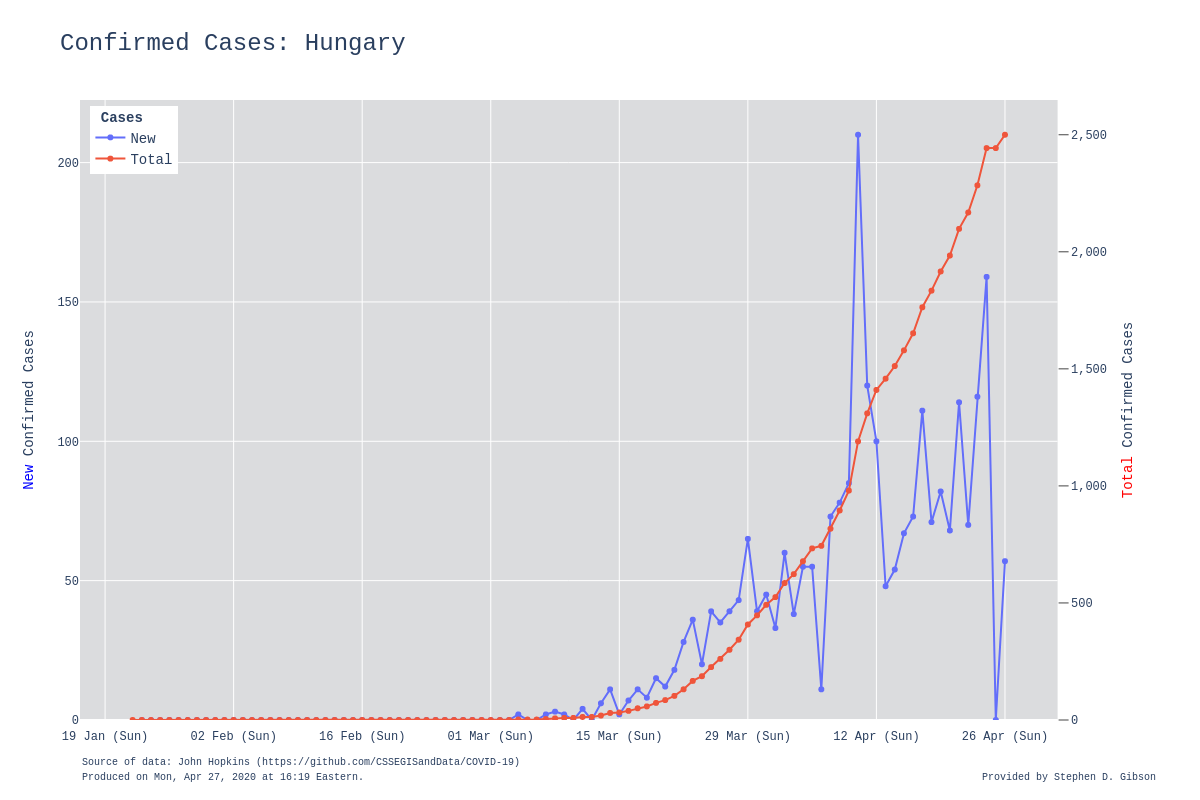 Confirmed Cases: Hungary
Cases
New
Total
200
150
100
50
0
New Confirmed Cases
2,500
2,000
1,500
1,000
500
0
Total Confirmed Cases
19 Jan (Sun) 02 Feb (Sun) 16 Feb (Sun) 01 Mar (Sun) 15 Mar (Sun) 29 Mar (Sun) 12 Apr (Sun) 26 Apr (Sun)
Source of data: John Hopkins (https://github.com/CSSEGISandData/COVID-19)
Produced on Mon, Apr 27, 2020 at 16:19 Eastern.
Provided by Stephen D. Gibson